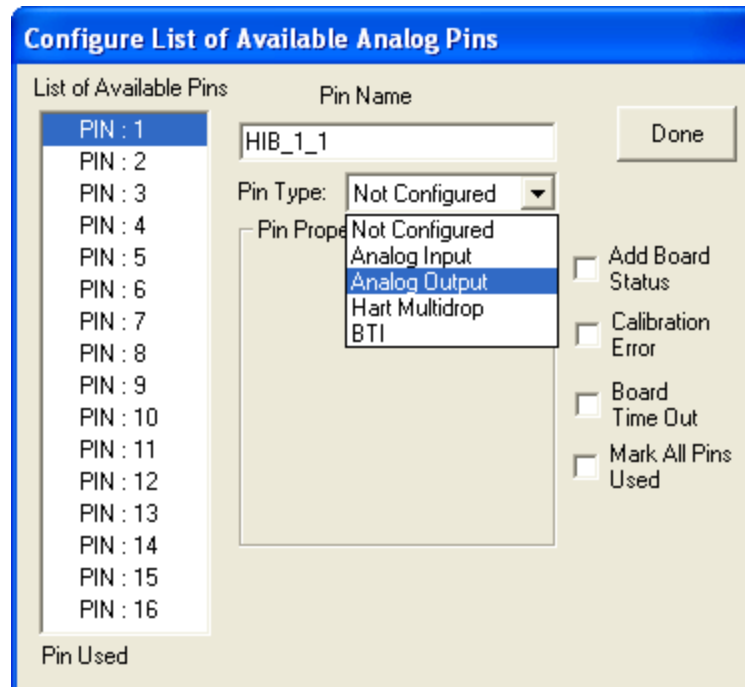 Configure List of Available Analog Pins
List of Available Pins
Pin Name
PIN : 1
PIN : 2
PIN : 3
PIN : 4
PIN : 5
PIN : 6
PIN : 7
PIN : 8
PIN : 9
PIN : 10
PIN : 11
PIN : 12
PIN : 13
PIN : 14
PIN : 15
PIN : 16
Pin Used
HIB_1_1
Done
Pin Type:
Not Configured
Pin Prope
Not Configured
Analog Input
Analog Output
Hart Multidrop
BTI
Add Board
Status
Calibration
Error
Board
Time Out
Mark All Pins
Used